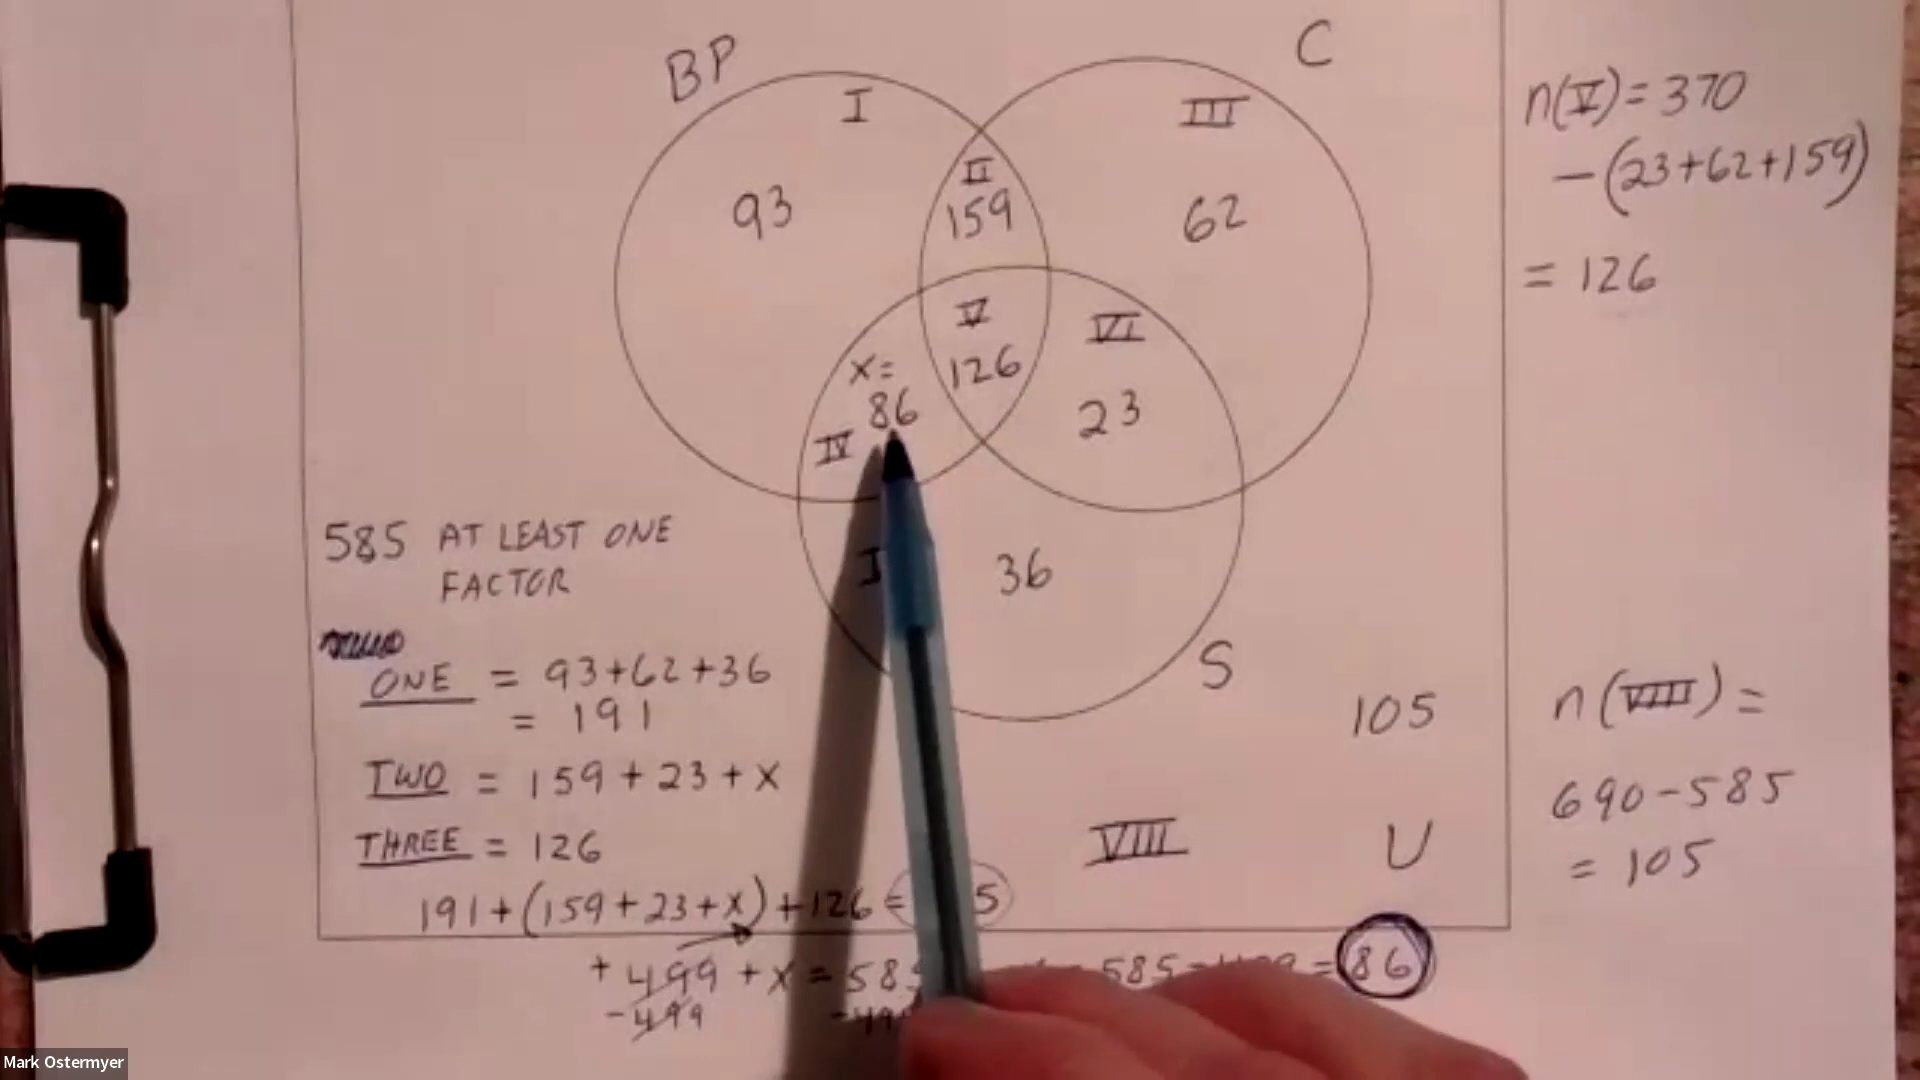 BP
C
I
III
n(V) = 370
- (23+62+159)
= 126
II
93
159
62
V
VI
x=
126
86
23
IV
585 AT LEAST ONE
FACTOR
36
ONE = 93+62+36
= 191
S
105
n(VIII) =
TWO = 159+23+x
690-585
THREE = 126
VIII
U
= 105
191+(159+23+x)+126=
+499+x=58
585-499=86
-499
Mark Ostermyer